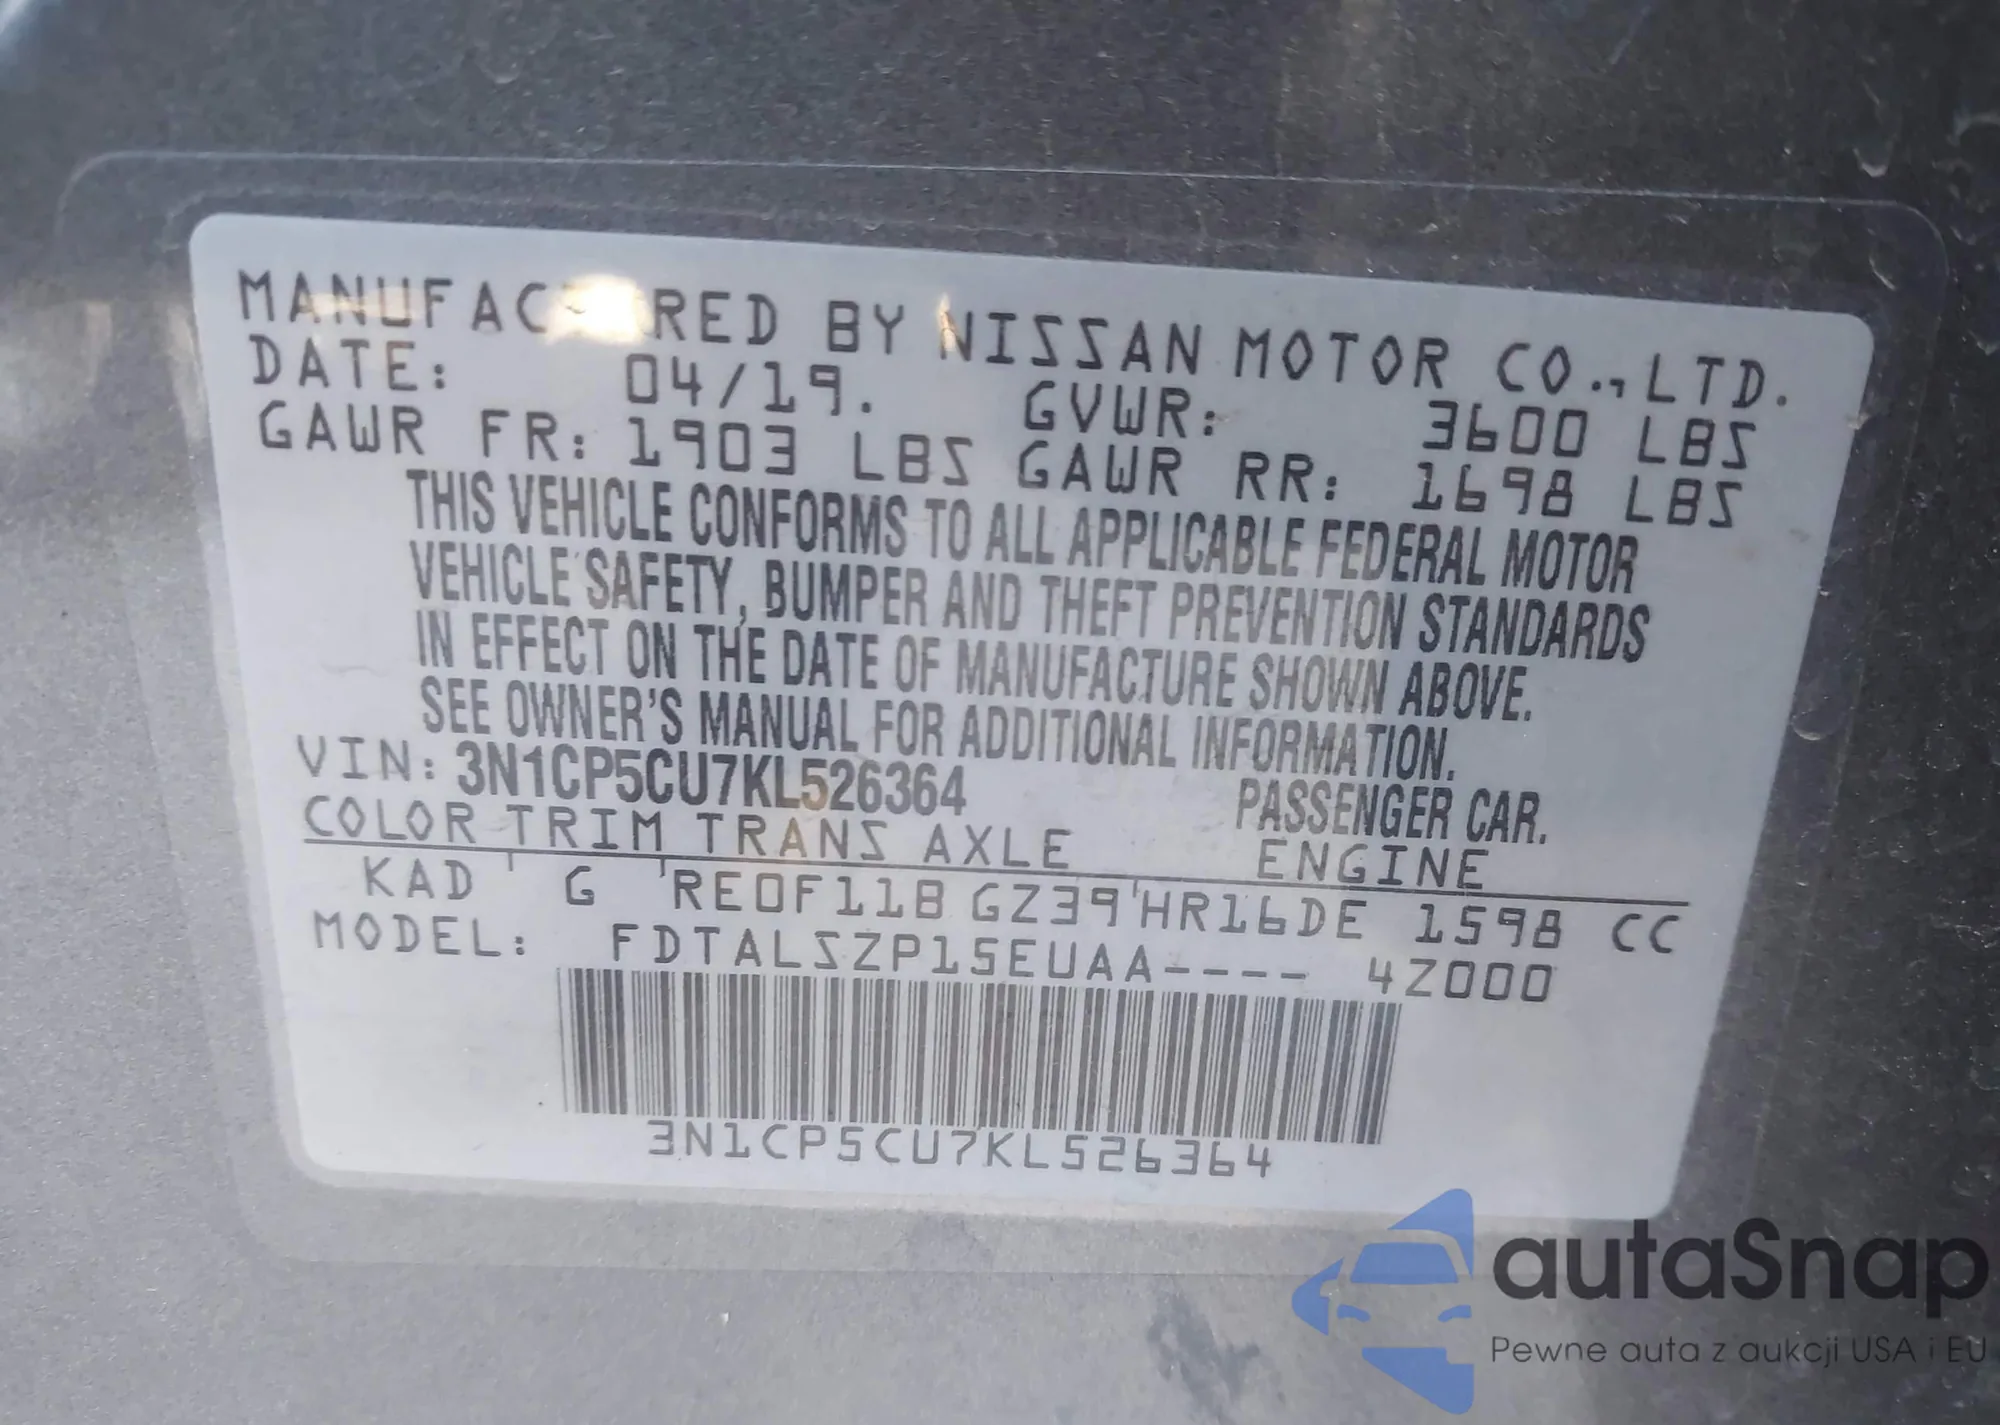 MANUFAC RED BY NISSAN MOTOR CO.,LTD.
DATE: 04/19. GVWR: 3600 LBS
GAWR FR: 1903 LBS GAWR RR: 1698 LBS
THIS VEHICLE CONFORMS TO ALL APPLICABLE FEDERAL MOTOR
VEHICLE SAFETY, BUMPER AND THEFT PREVENTION STANDARDS
IN EFFECT ON THE DATE OF MANUFACTURE SHOWN ABOVE.
SEE OWNER'S MANUAL FOR ADDITIONAL INFORMATION.
VIN: 3N1CP5CU7KL526364 PASSENGER CAR.
COLOR TRIM TRANS AXLE ENGINE
KAD G RE0F11B GZ39 HR16DE 1598 CC
MODEL: FDTALSZP15EUAA---- 4Z000
3N1CP5CU7KL526364
autaSnap
Pewne auta z aukcji USA i EU